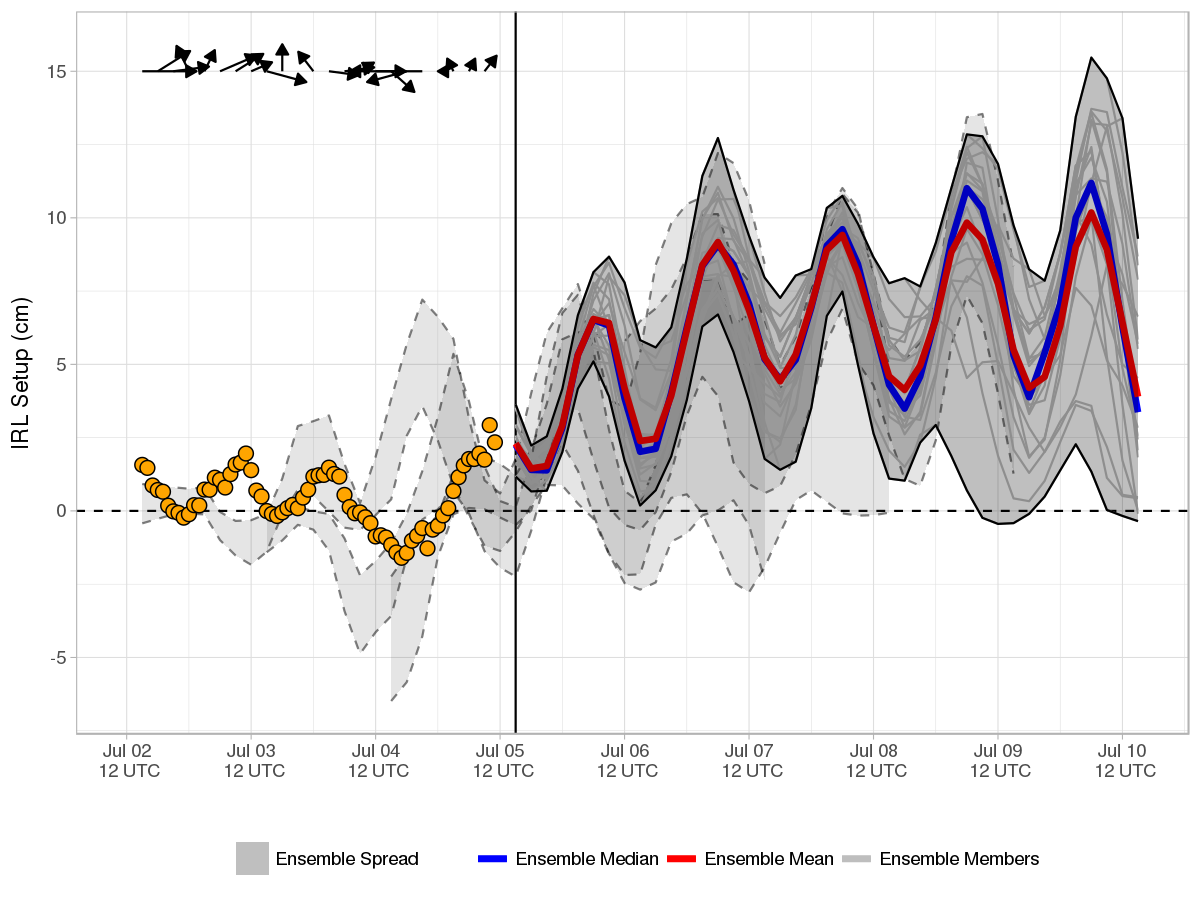 15
10
5
0
-5
IRL Setup (cm)
Jul 02 Jul 03 Jul 04 Jul 05 Jul 06 Jul 07 Jul 08 Jul 09 Jul 10
12 UTC 12 UTC 12 UTC 12 UTC 12 UTC 12 UTC 12 UTC 12 UTC 12 UTC
Ensemble Spread Ensemble Median Ensemble Mean Ensemble Members